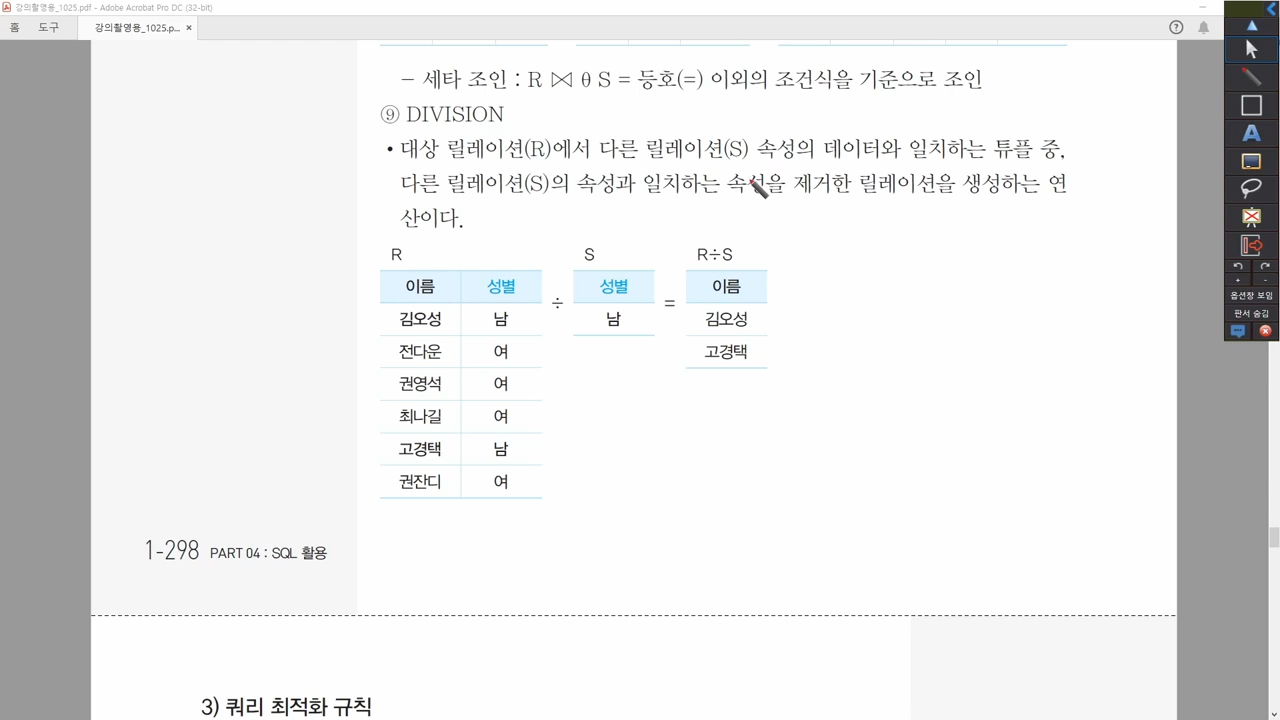 강의촬영용_1025.pdf - Adobe Acrobat Pro DC (32-bit)
홈 도구 강의촬영용_1025.p... ×
– 세타 조인 : R ⋈ θ S = 등호(=) 이외의 조건식을 기준으로 조인
⑨ DIVISION
• 대상 릴레이션(R)에서 다른 릴레이션(S) 속성의 데이터와 일치하는 튜플 중,
다른 릴레이션(S)의 속성과 일치하는 속성을 제거한 릴레이션을 생성하는 연
산이다.
R S R÷S
이름 성별 ÷ 성별 = 이름
김오성 남 남 김오성
전다운 여 고경택
권영석 여
최나길 여
고경택 남
권잔디 여
1-298 PART 04 : SQL 활용
3) 쿼리 최적화 규칙
A
+ -
옵션장 보임
판서 숨김